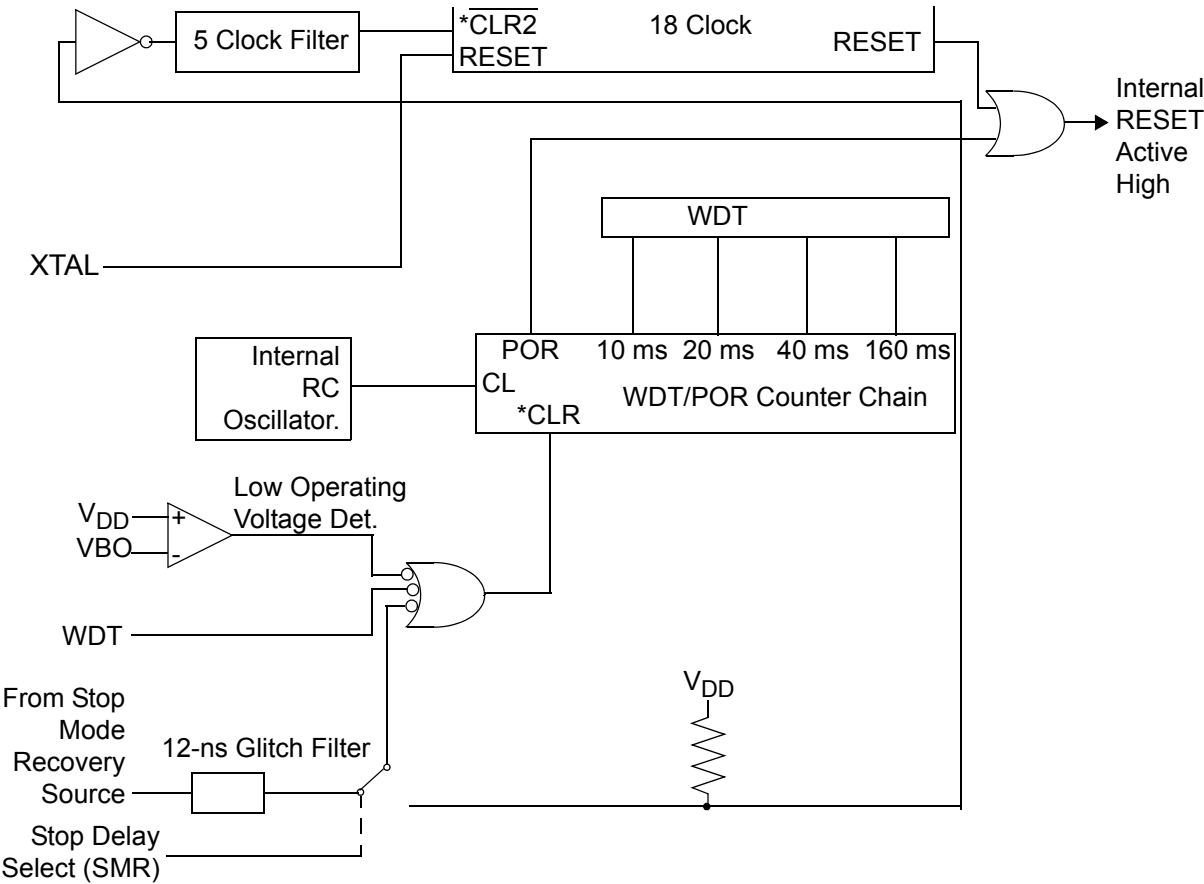 *CLR2
18 Clock
5 Clock Filter
RESET
RESET
Internal
RESET
Active
High
WDT
XTAL
POR
10 ms
20 ms
40 ms
160 ms
Internal
RC
Oscillator.
CL
WDT/POR Counter Chain
*CLR
Low Operating
Voltage Det.
VDD
+
VBO
-
WDT
From Stop
Mode
Recovery
Source
12-ns Glitch Filter
VDD
Stop Delay
Select (SMR)